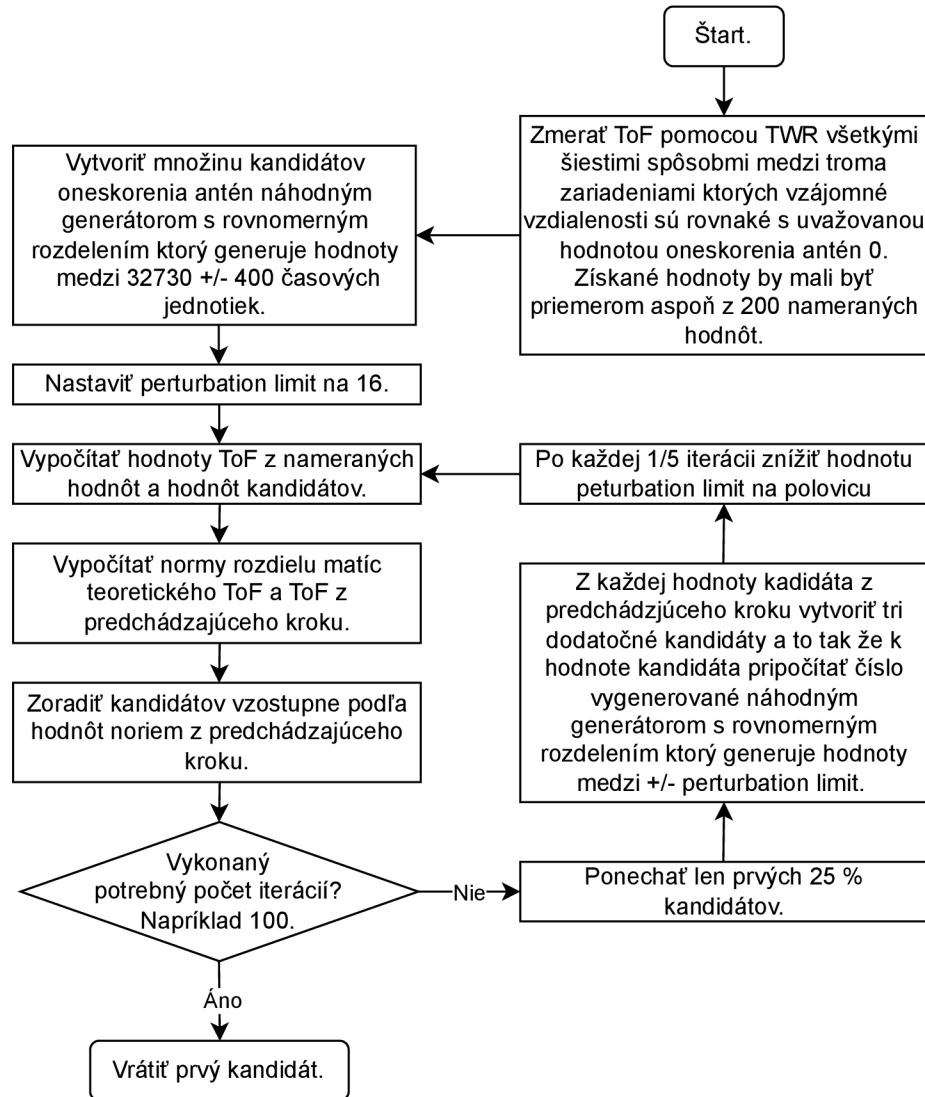 Štart.
Zmerať ToF pomocou TWR všetkými
šiestimi spôsobmi medzi troma
zariadeniami ktorých vzájomné
vzdialenosti sú rovnaké s uvažovanou
hodnotou oneskorenia antén 0.
Získané hodnoty by mali byť
priemerom aspoň z 200 nameraných
hodnôt.
Vytvoriť množinu kandidátov
oneskorenia antén náhodným
generátorom s rovnomerným
rozdelením ktorý generuje hodnoty
medzi 32730 +/- 400 časových
jednotiek.
Nastaviť perturbation limit na 16.
Vypočítať hodnoty ToF z nameraných
hodnôt a hodnôt kandidátov.
Vypočítať normy rozdielu matíc
teoretického ToF a ToF z
predchádzajúceho kroku.
Zoradiť kandidátov vzostupne podľa
hodnôt noriem z predchádzajúceho
kroku.
Vykonaný
potrebný počet iterácií?
Napríklad 100.
Nie
Ponechať len prvých 25 %
kandidátov.
Z každej hodnoty kadidáta z
predchádzjúceho kroku vytvoriť tri
dodatočné kandidáty a to tak že k
hodnote kandidáta pripočítať číslo
vygenerované náhodným
generátorom s rovnomerným
rozdelením ktorý generuje hodnoty
medzi +/- perturbation limit.
Po každej 1/5 iterácii znížiť hodnotu
peturbation limit na polovicu
Áno
Vrátiť prvý kandidát.